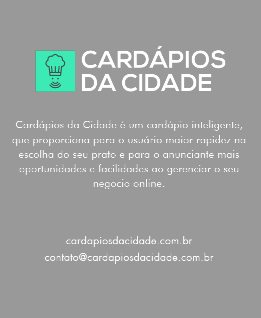 CARDÁPIOS
DA CIDADE
Cardápios da Cidade é um cardápio inteligente,
que proporciona para o usuário maior rapidez na
escolha do seu prato e para o anunciante mais
oportunidades e facilidades ao gerenciar o seu
negócio online.
cardapiosdacidade.com.br
contato@cardapiosdacidade.com.br